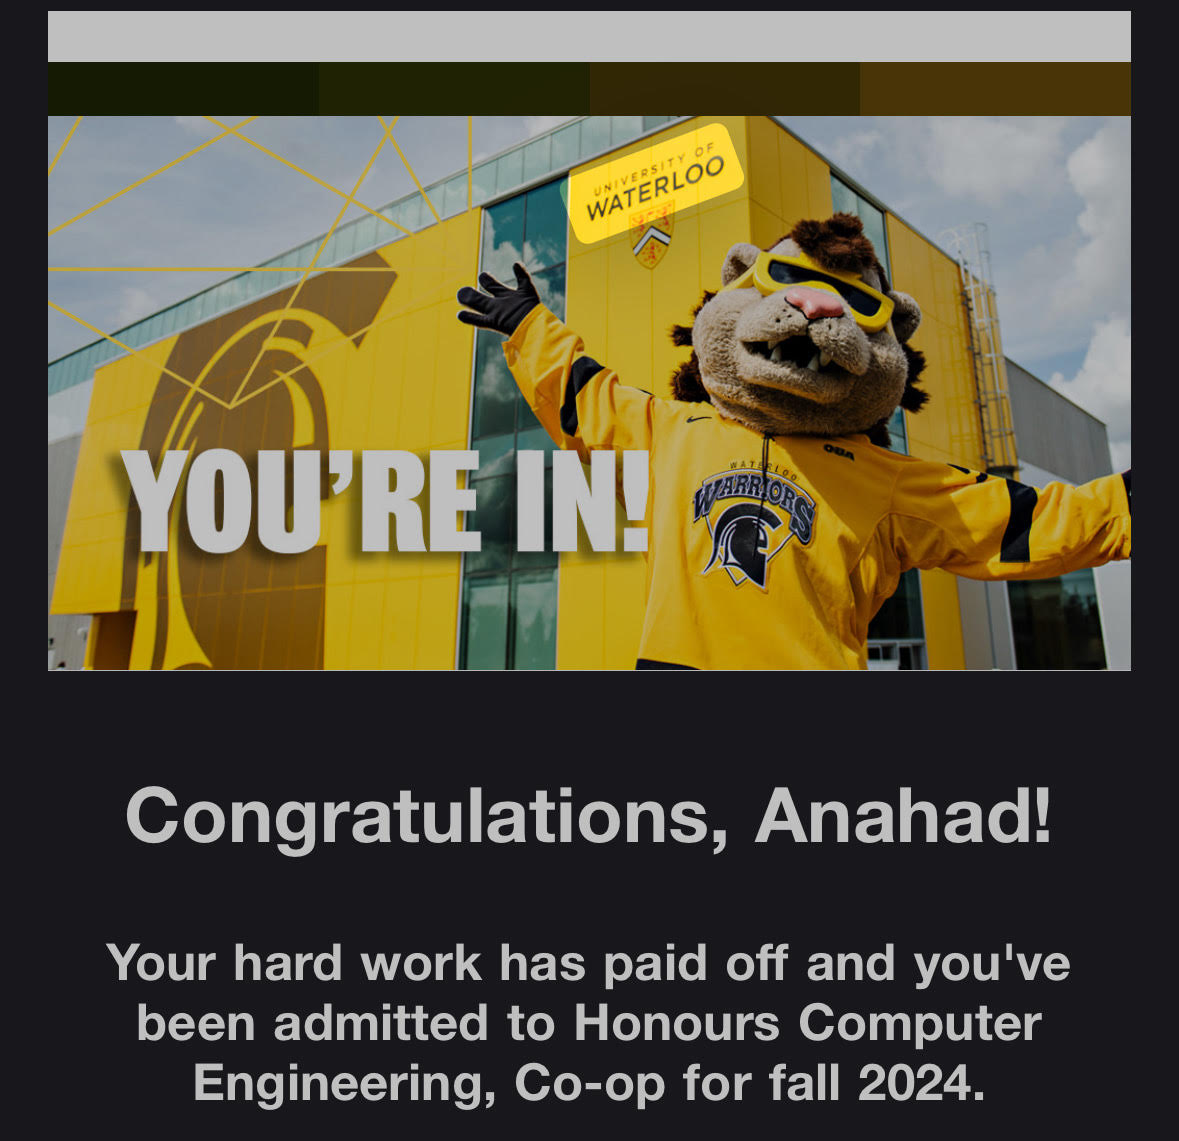 UNIVERSITY OF
WATERLOO
OBA
WATERLOO
WARRIORS
YOU'RE IN!
Congratulations, Anahad!
Your hard work has paid off and you've
been admitted to Honours Computer
Engineering, Co-op for fall 2024.